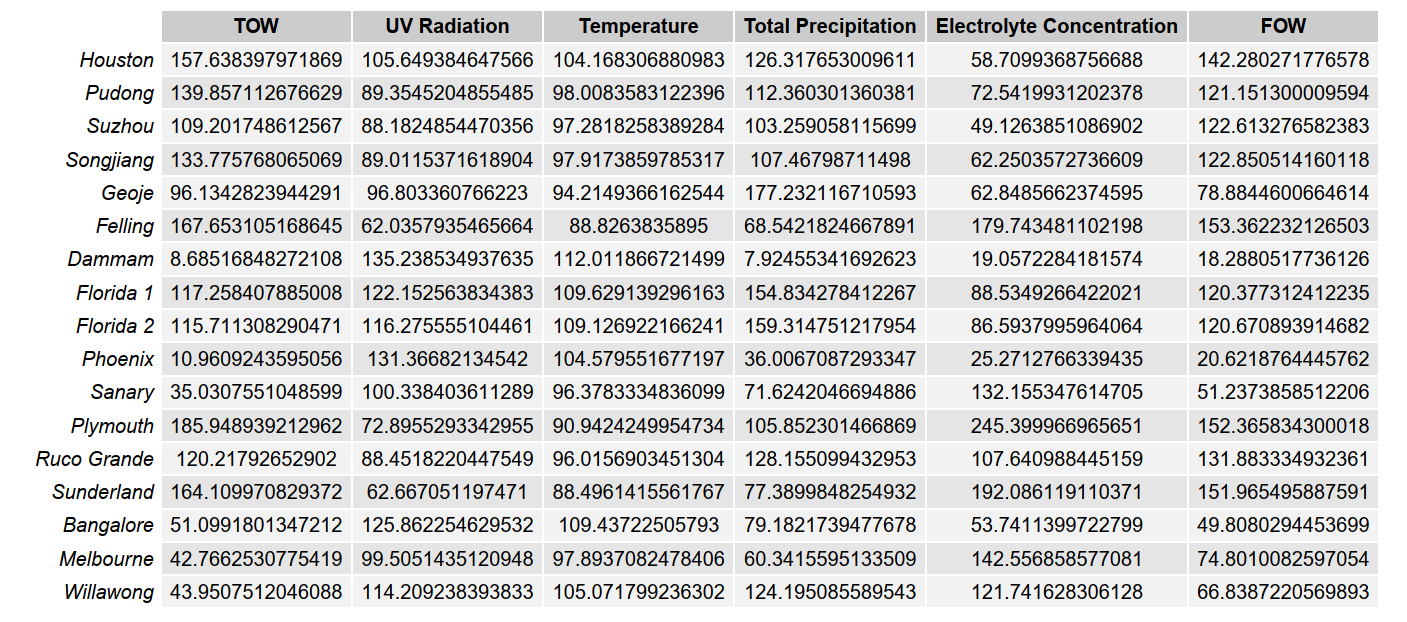 TOW UV Radiation Temperature Total Precipitation Electrolyte Concentration FOW
Houston 157.638397971869 105.649384647566 104.168306880983 126.317653009611 58.7099368756688 142.280271776578
Pudong 139.857112676629 89.3545204855485 98.0083583122396 112.360301360381 72.5419931202378 121.151300009594
Suzhou 109.201748612567 88.1824854470356 97.2818258389284 103.259058115699 49.1263851086902 122.613276582383
Songjiang 133.775768065069 89.0115371618904 97.9173859785317 107.46798711498 62.2503572736609 122.850514160118
Geoje 96.1342823944291 96.803360766223 94.2149366162544 177.232116710593 62.8485662374595 78.8844600664614
Felling 167.653105168645 62.0357935465664 88.8263835895 68.5421824667891 179.743481102198 153.362232126503
Dammam 8.68516848272108 135.238534937635 112.011866721499 7.92455341692623 19.0572284181574 18.2880517736126
Florida 1 117.258407885008 122.152563834383 109.629139296163 154.834278412267 88.5349266422021 120.377312412235
Florida 2 115.711308290471 116.275555104461 109.126922166241 159.314751217954 86.5937995964064 120.670893914682
Phoenix 10.9609243595056 131.36682134542 104.579551677197 36.0067087293347 25.2712766339435 20.6218764445762
Sanary 35.0307551048599 100.338403611289 96.3783334836099 71.6242046694886 132.155347614705 51.2373858512206
Plymouth 185.948939212962 72.8955293342955 90.9424249954734 105.852301466869 245.399966965651 152.365834300018
Ruco Grande 120.21792652902 88.4518220447549 96.0156903451304 128.155099432953 107.640988445159 131.883334932361
Sunderland 164.109970829372 62.667051197471 88.4961415561767 77.3899848254932 192.086119110371 151.965495887591
Bangalore 51.0991801347212 125.862254629532 109.43722505793 79.1821739477678 53.7411399722799 49.8080294453699
Melbourne 42.7662530775419 99.5051435120948 97.8937082478406 60.3415595133509 142.556858577081 74.8010082597054
Willawong 43.9507512046088 114.209238393833 105.071799236302 124.195085589543 121.741628306128 66.8387220569893